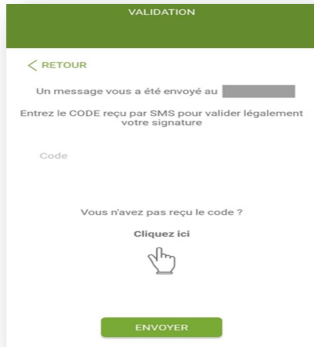 VALIDATION
< RETOUR
Un message vous a été envoyé au
Entrez le CODE reçu par SMS pour valider légalement
votre signature
Code
Vous n'avez pas reçu le code ?
Cliquez ici
ENVOYER